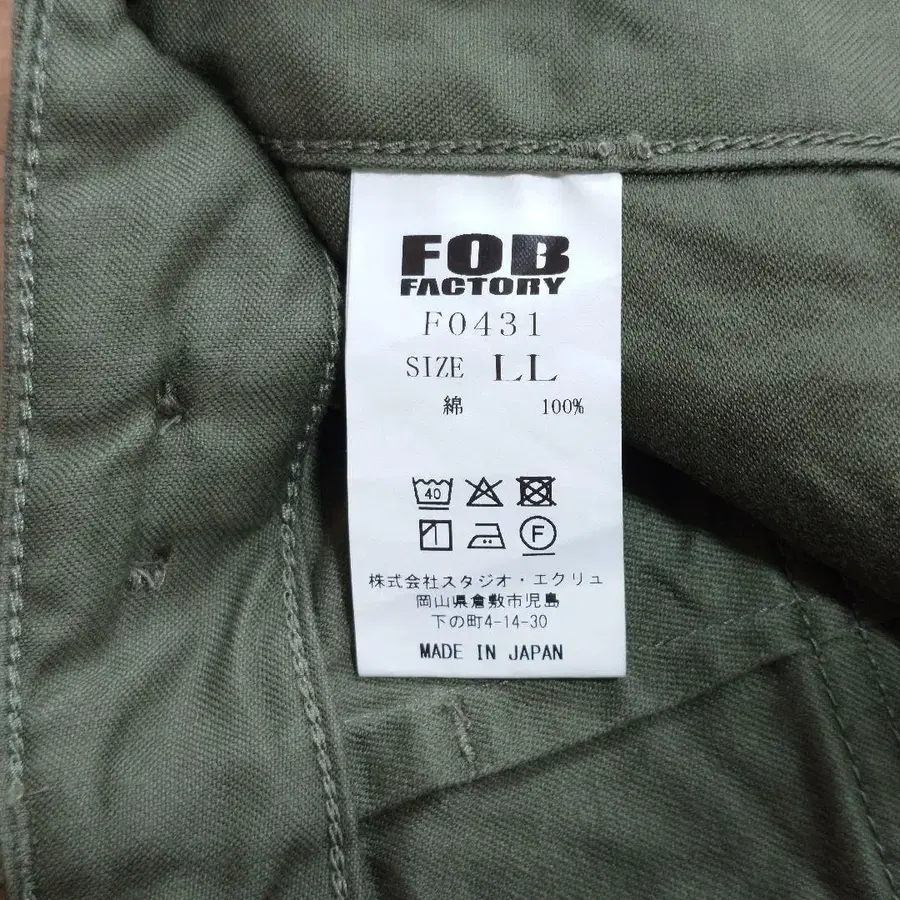 FOB
FACTORY
F0431
SIZE LL
綿 100%
40
F
株式会社スタジオ・エクリュ
岡山県倉敷市児島
下の町4-14-30
MADE IN JAPAN